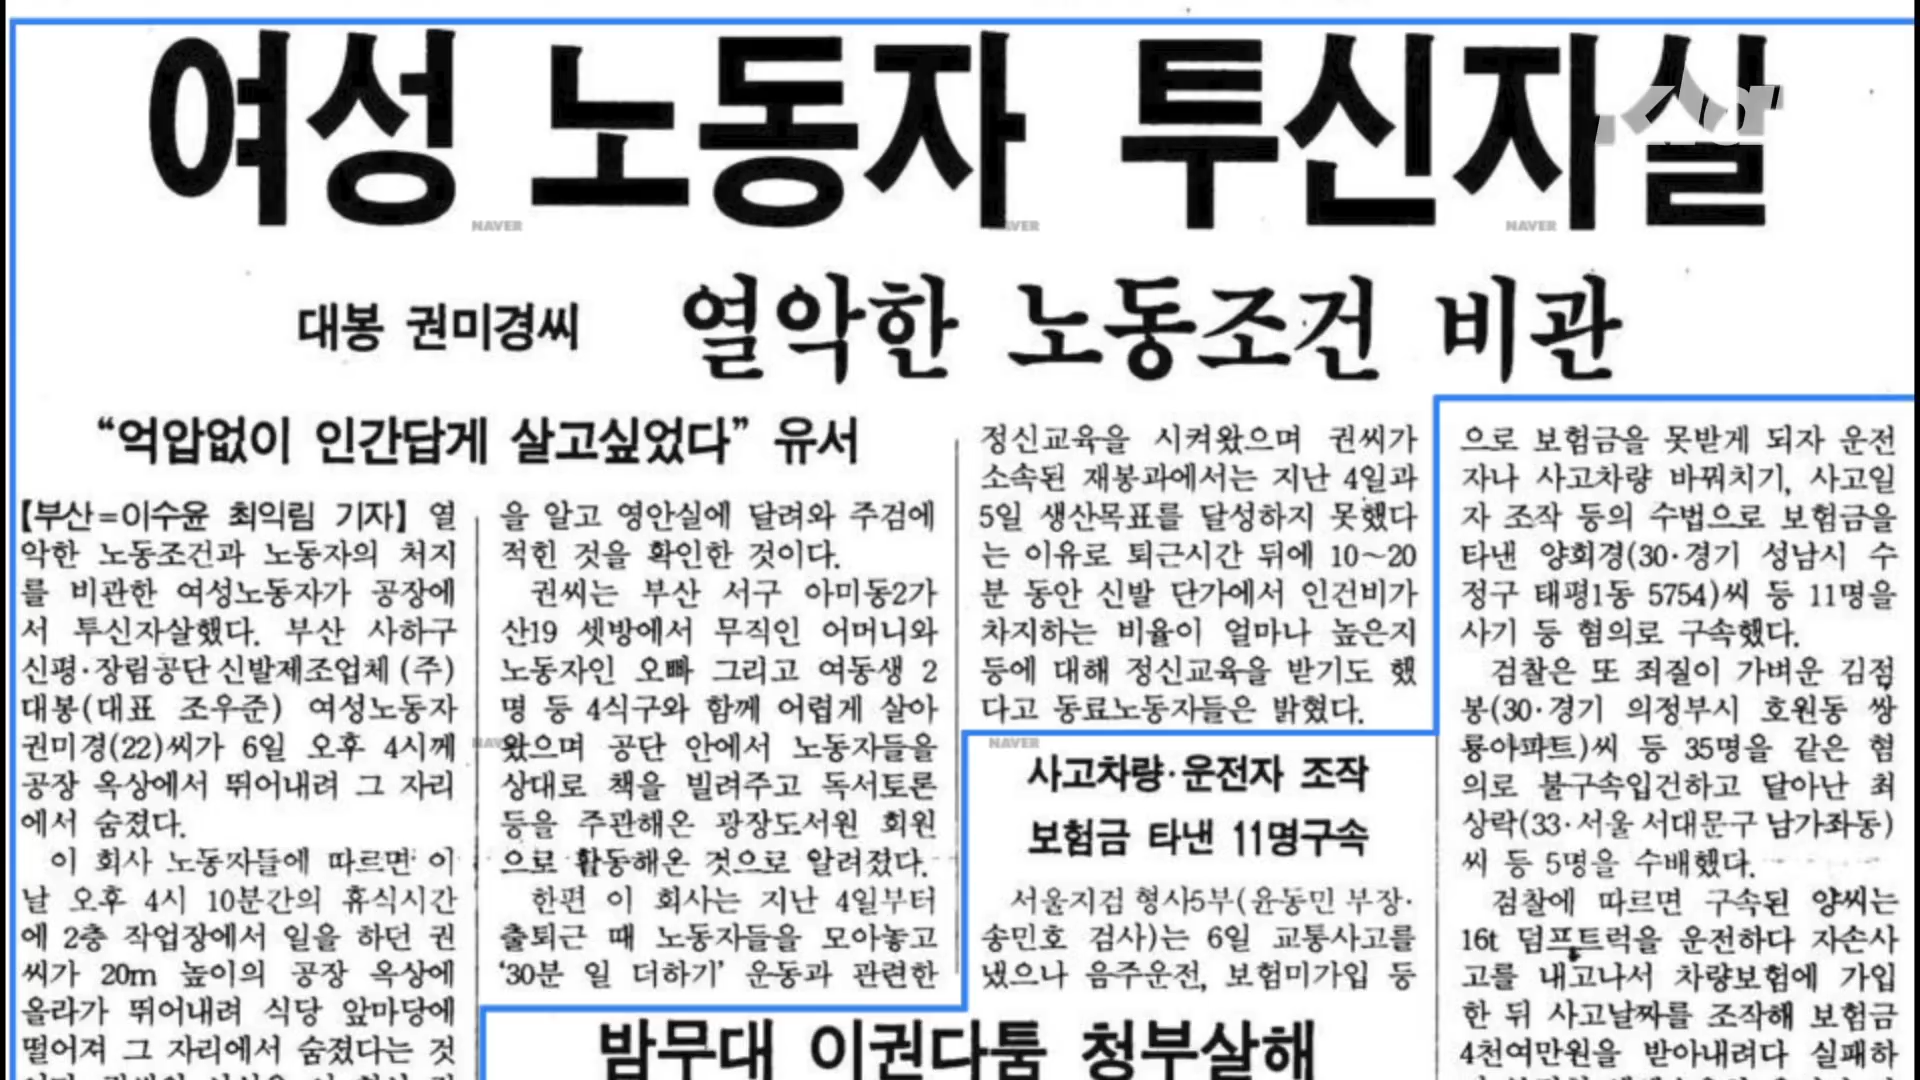 여성 노동자 투신자살
대봉 권미경씨
열악한 노동조건 비관
“억압없이 인간답게 살고싶었다” 유서
【부산=이수윤 최익림 기자】 열
악한 노동조건과 노동자의 처지
를 비관한 여성노동자가 공장에
서 투신자살했다. 부산 사하구
신평·장림공단 신발제조업체 (주)
대봉(대표 조우준) 여성노동자
권미경(22)씨가 6일 오후 4시께
공장 옥상에서 뛰어내려 그 자리
에서 숨졌다.
이 회사 노동자들에 따르면 이
날 오후 4시 10분간의 휴식시간
에 2층 작업장에서 일을 하던 권
씨가 20m 높이의 공장 옥상에
올라가 뛰어내려 식당 앞마당에
떨어져 그 자리에서 숨졌다는 것
을 알고 영안실에 달려와 주검에
적힌 것을 확인한 것이다.
권씨는 부산 서구 아미동2가
산19 셋방에서 무직인 어머니와
노동자인 오빠 그리고 여동생 2
명 등 4식구와 함께 어렵게 살아
왔으며 공단 안에서 노동자들을
상대로 책을 빌려주고 독서토론
등을 주관해온 광장도서원 회원
으로 활동해온 것으로 알려졌다.
한편 이 회사는 지난 4일부터
출퇴근 때 노동자들을 모아놓고
‘30분 일 더하기’ 운동과 관련한
정신교육을 시켜왔으며 권씨가
소속된 재봉과에서는 지난 4일과
5일 생산목표를 달성하지 못했다
는 이유로 퇴근시간 뒤에 10~20
분 동안 신발 단가에서 인건비가
차지하는 비율이 얼마나 높은지
등에 대해 정신교육을 받기도 했
다고 동료노동자들은 밝혔다.
사고차량·운전자 조작
보험금 타낸 11명구속
서울지검 형사5부(윤동민 부장·
송민호 검사)는 6일 교통사고를
냈으나 음주운전, 보험미가입 등
으로 보험금을 못받게 되자 운전
자나 사고차량 바꿔치기, 사고일
자 조작 등의 수법으로 보험금을
타낸 양회경(30·경기 성남시 수
정구 태평1동 5754)씨 등 11명을
사기 등 혐의로 구속했다.
검찰은 또 죄질이 가벼운 김점
봉(30·경기 의정부시 호원동 쌍
룡아파트)씨 등 35명을 같은 혐
의로 불구속입건하고 달아난 최
상락(33·서울 서대문구 남가좌동)
씨 등 5명을 수배했다.
검찰에 따르면 구속된 양씨는
16t 덤프트럭을 운전하다 자손사
고를 내고나서 차량보험에 가입
한 뒤 사고날짜를 조작해 보험금
4천여만원을 받아내려다 실패하
밤무대 이권다툼 청부살해
NAVER
NAVER
NAVER
NAVER
NAVER